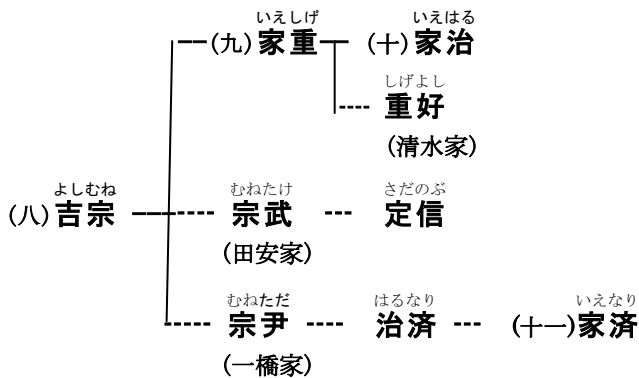 いえしげ いえはる
(九)家重 (十)家治
しげよし
重好
(清水家)
よしむね むねたけ さだのぶ
(八)吉宗 宗武 定信
(田安家)
むねただ はるなり いえなり
宗尹 治済 (十一)家済
(一橋家)